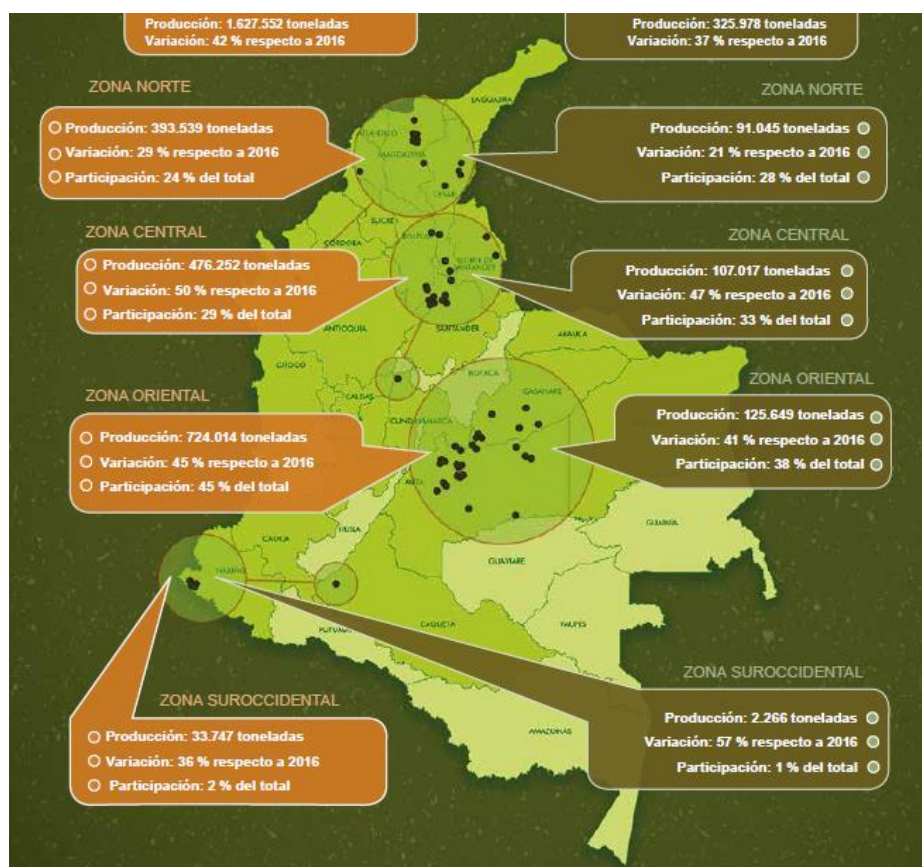 Producción: 1.627.552 toneladas
Variación: 42 % respecto a 2016
Producción: 325.978 toneladas
Variación: 37 % respecto a 2016
ZONA NORTE
Producción: 393.539 toneladas
Variación: 29 % respecto a 2016
Participación: 24 % del total
ZONA NORTE
Producción: 91.045 toneladas
Variación: 21 % respecto a 2016
Participación: 28 % del total
ZONA CENTRAL
Producción: 476.252 toneladas
Variación: 50 % respecto a 2016
Participación: 29 % del total
ZONA CENTRAL
Producción: 107.017 toneladas
Variación: 47 % respecto a 2016
Participación: 33 % del total
ZONA ORIENTAL
Producción: 724.014 toneladas
Variación: 45 % respecto a 2016
Participación: 45 % del total
ZONA ORIENTAL
Producción: 125.649 toneladas
Variación: 41 % respecto a 2016
Participación: 38 % del total
ZONA SUROCCIDENTAL
Producción: 33.747 toneladas
Variación: 36 % respecto a 2016
Participación: 2 % del total
ZONA SUROCCIDENTAL
Producción: 2.266 toneladas
Variación: 57 % respecto a 2016
Participación: 1 % del total
LA GUAJIRA
ATLANTICO
MAGDALENA
CESAR
SUCRE
CORDOBA
NORTE DE
SANTANDER
ANTIOQUIA
SANTANDER
ARAUCA
CHOCO
BOYACA
CASANARE
CALDAS
META
HUILA
CAUCA
NARIÑO
GUAVIARE
GUAINIA
CAQUETA
VAUPES
AMAZONAS